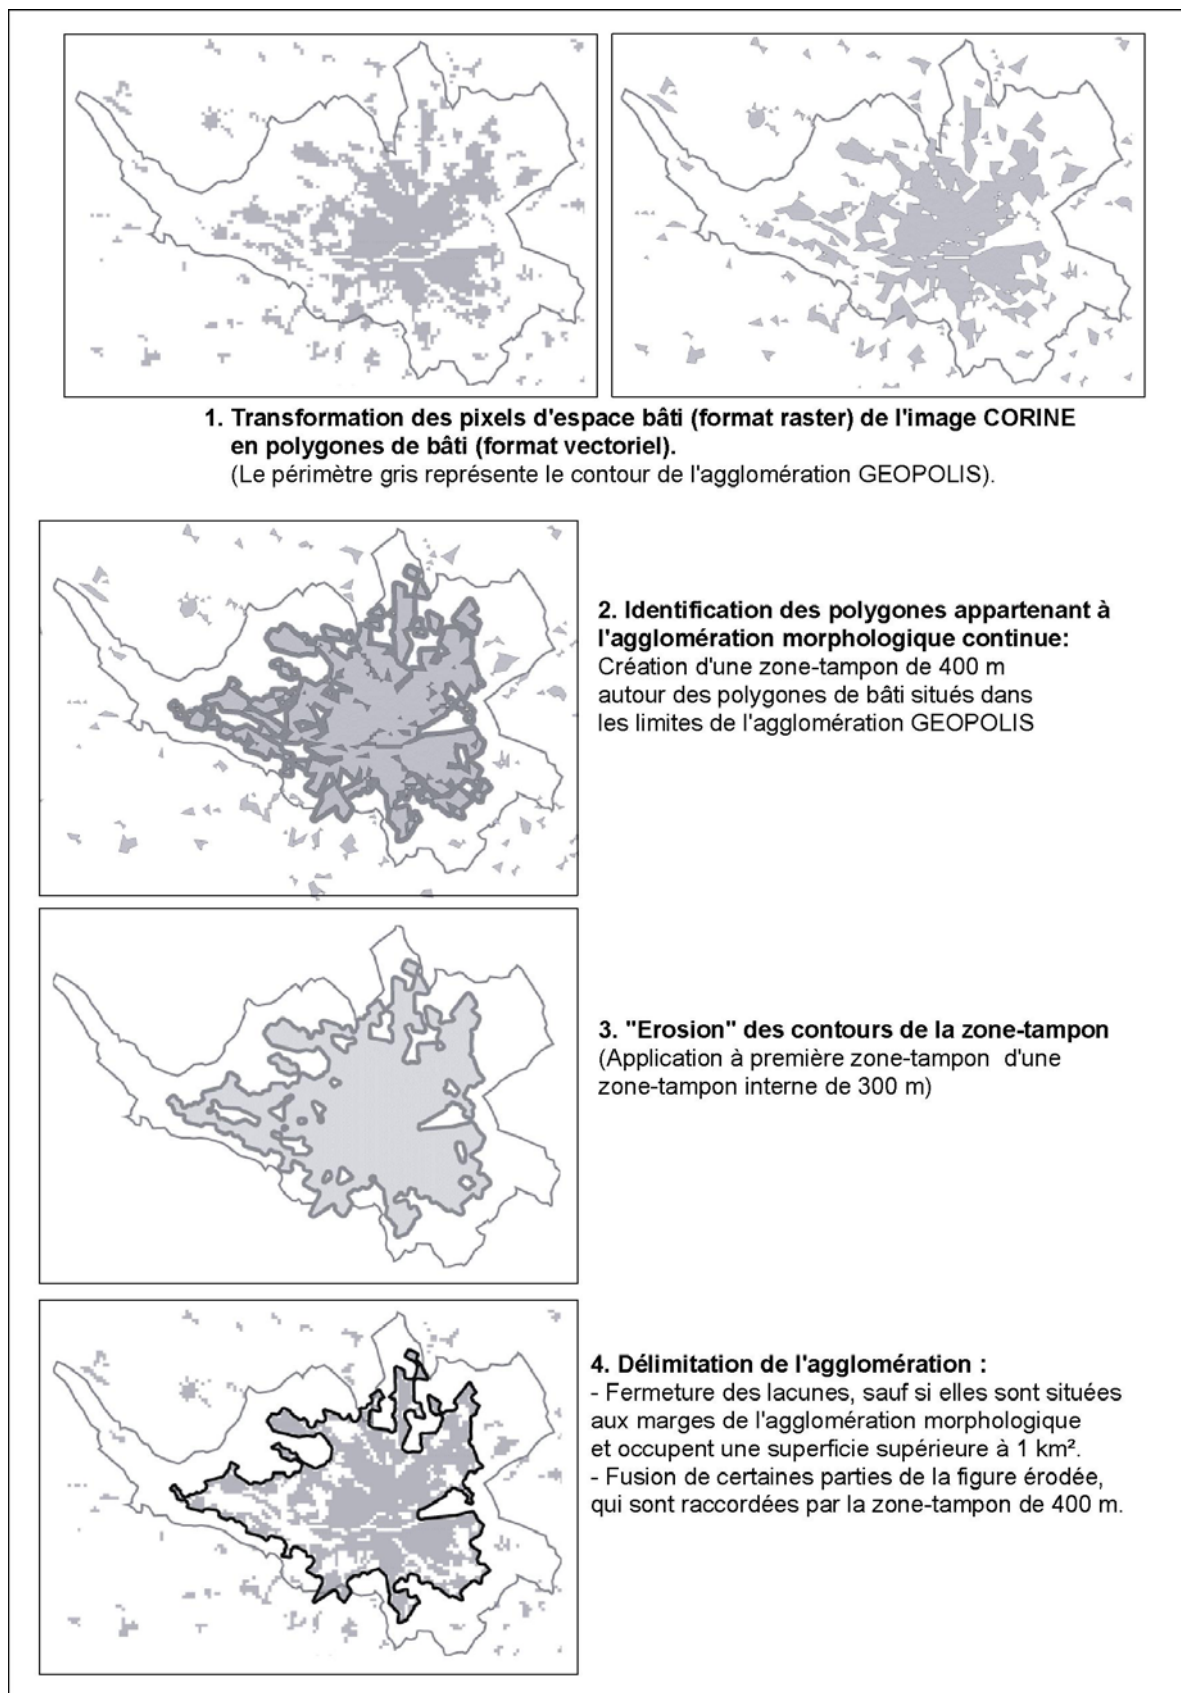 1. Transformation des pixels d'espace bâti (format raster) de l'image CORINE
en polygones de bâti (format vectoriel).
(Le périmètre gris représente le contour de l'agglomération GEOPOLIS).
2. Identification des polygones appartenant à
l'agglomération morphologique continue:
Création d'une zone-tampon de 400 m
autour des polygones de bâti situés dans
les limites de l'agglomération GEOPOLIS
3. "Erosion" des contours de la zone-tampon
(Application à première zone-tampon d'une
zone-tampon interne de 300 m)
4. Délimitation de l'agglomération :
- Fermeture des lacunes, sauf si elles sont situées
aux marges de l'agglomération morphologique
et occupent une superficie supérieure à 1 km².
- Fusion de certaines parties de la figure érodée,
qui sont raccordées par la zone-tampon de 400 m.